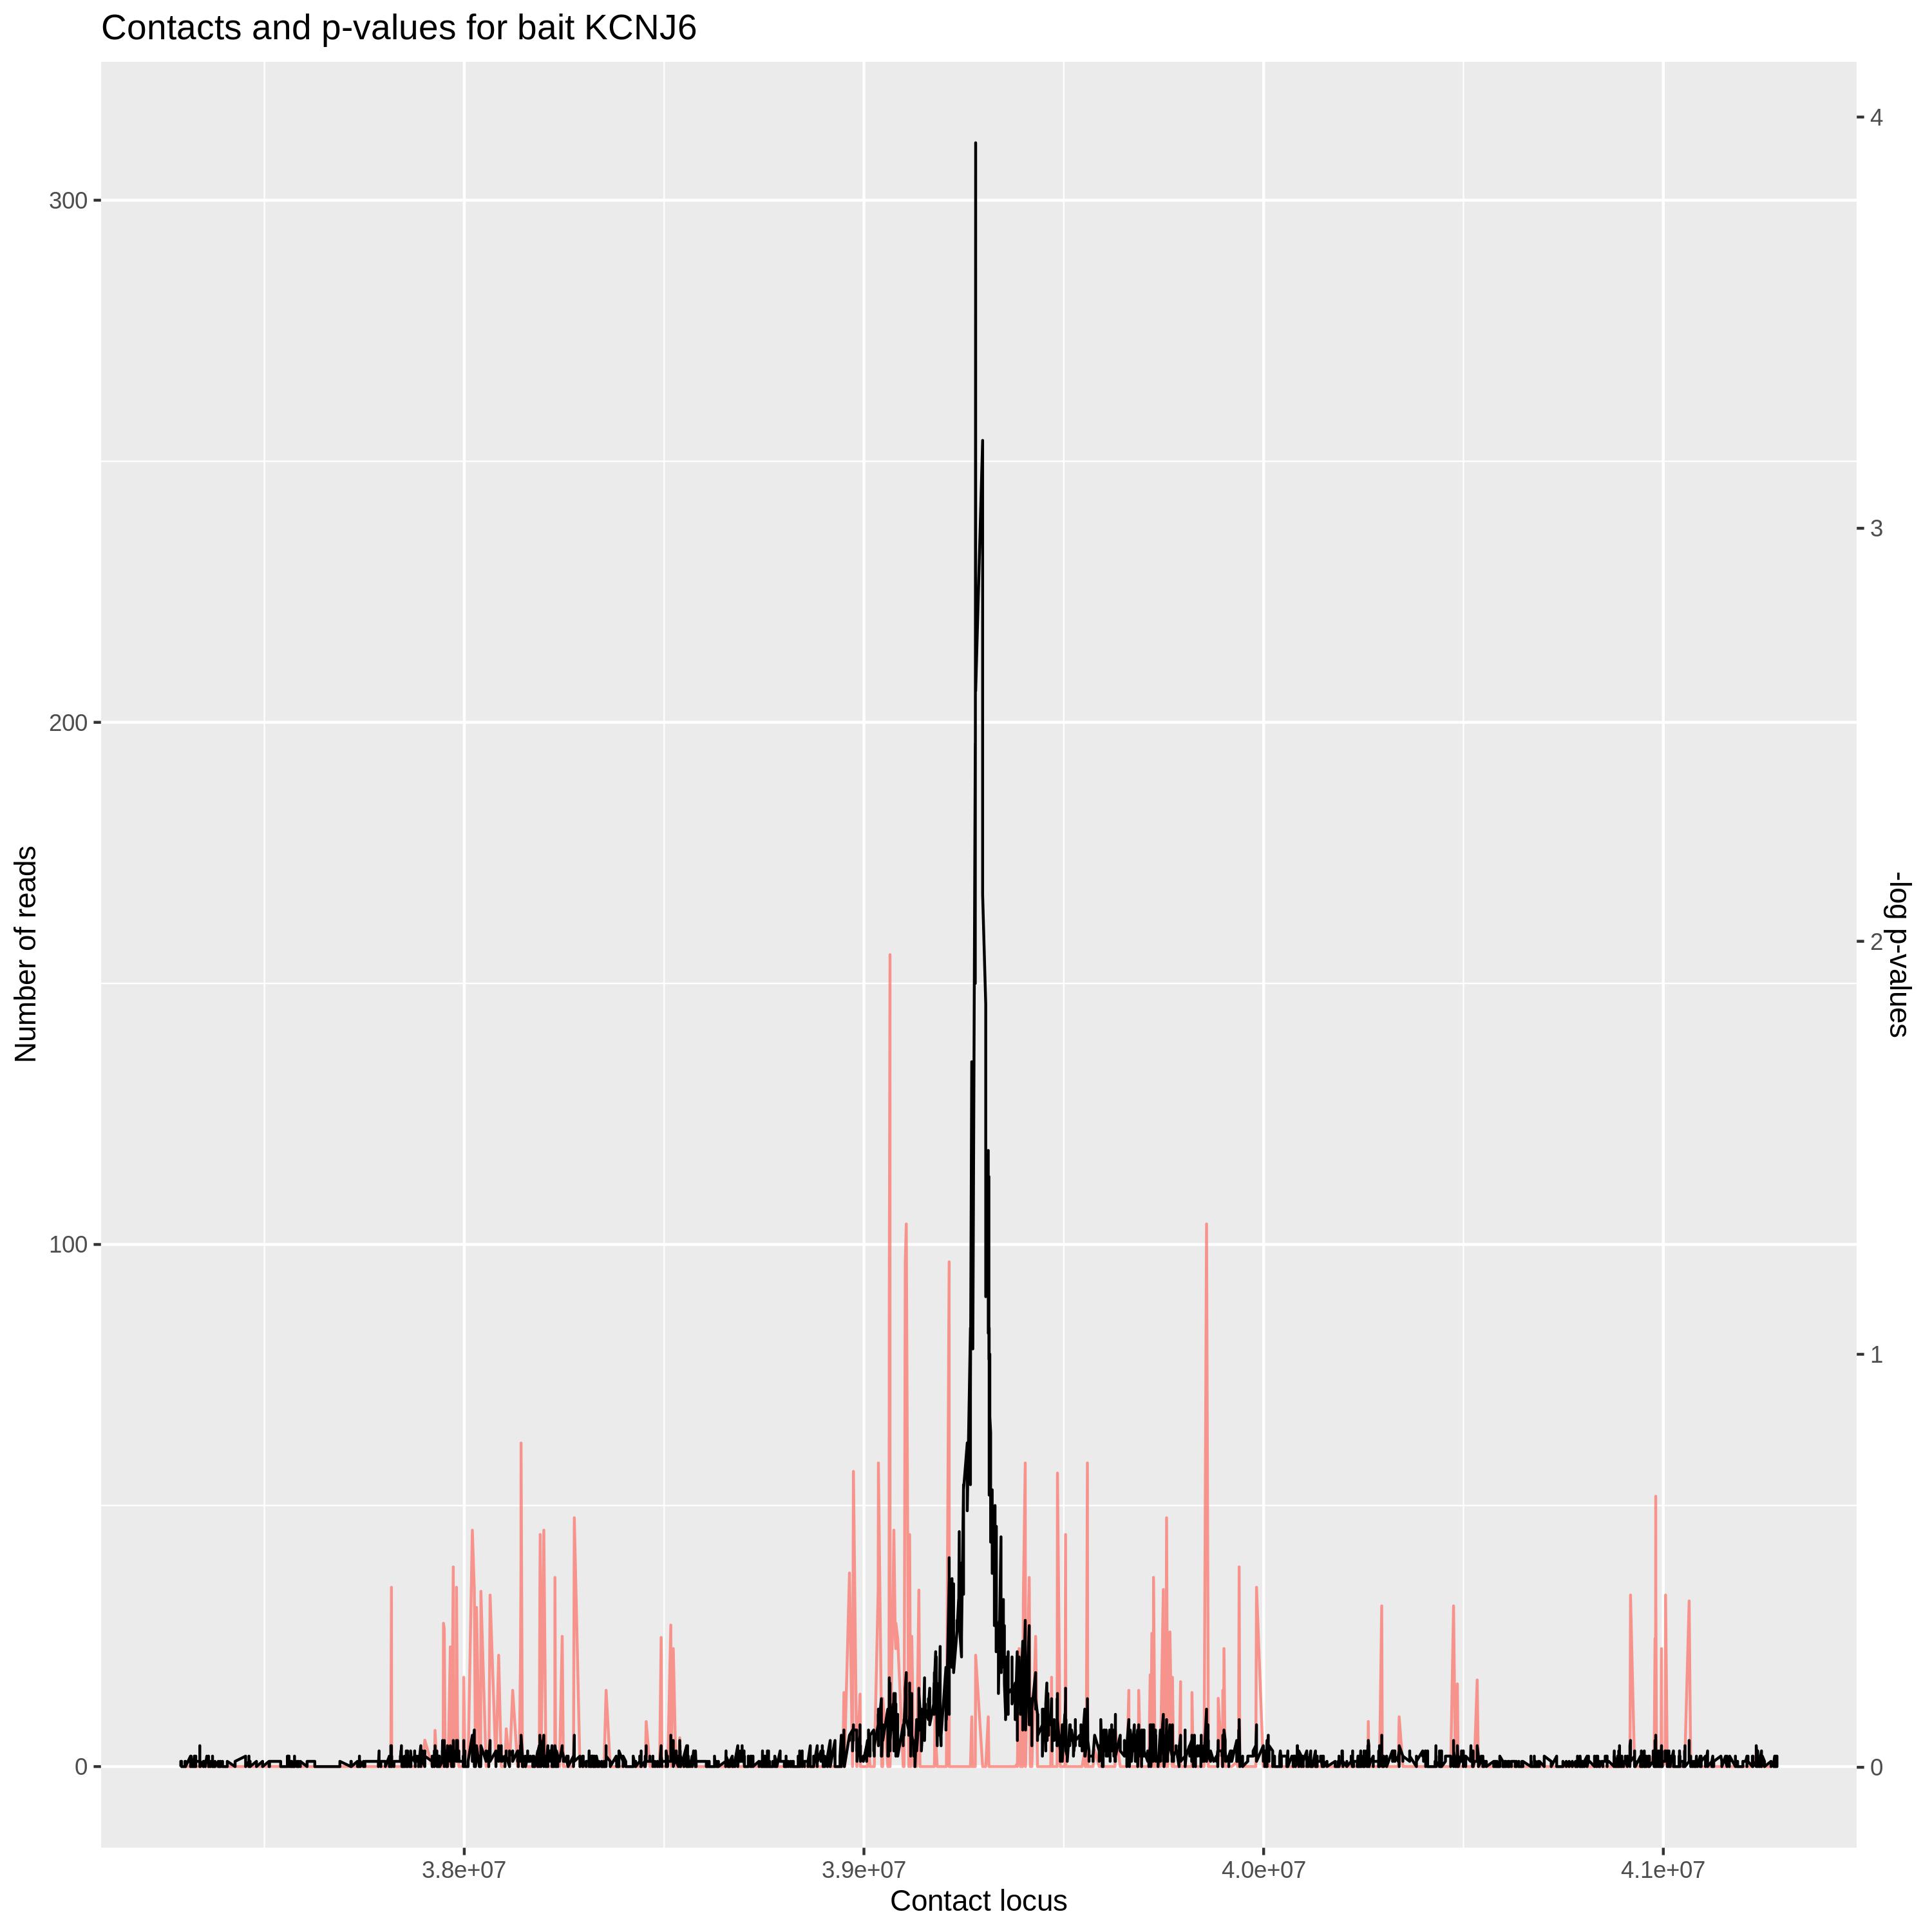 Contacts and p-values for bait KCNJ6
Number of reads
300
200
100
0
4
3
2
1
0
-log p-values
3.8e+07
3.9e+07
4.0e+07
4.1e+07
Contact locus